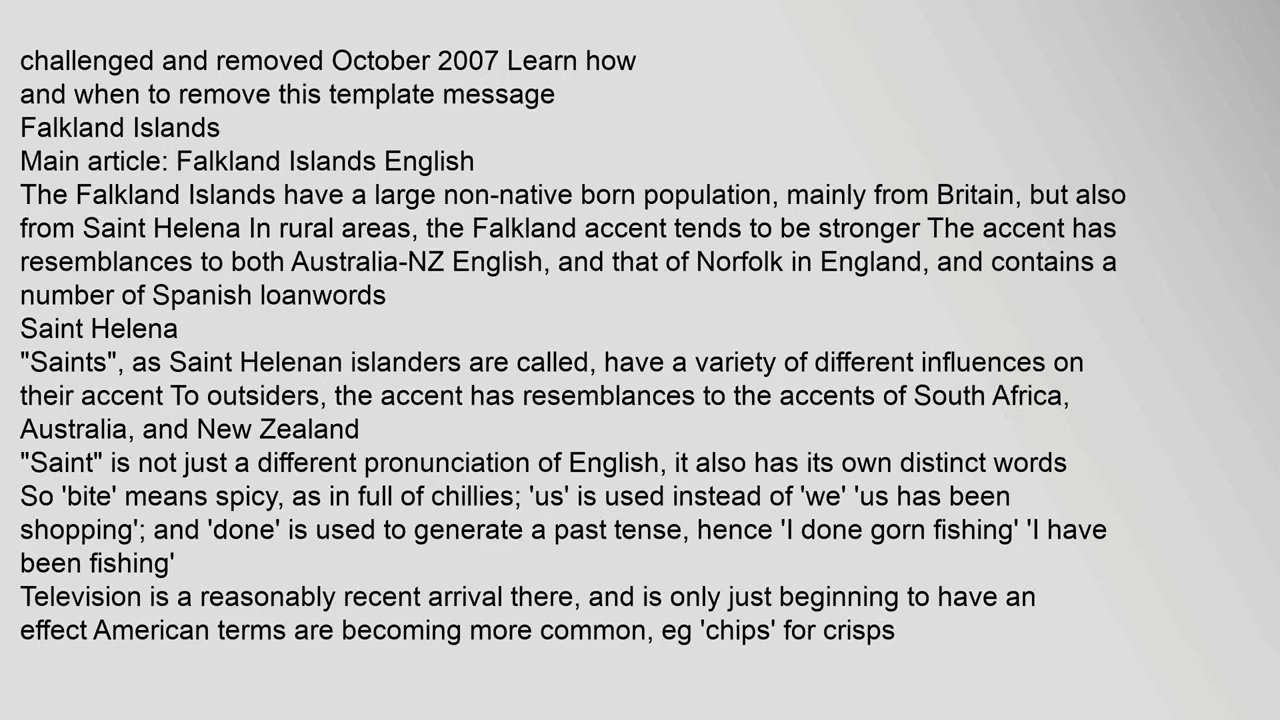 challenged and removed October 2007 Learn how
and when to remove this template message
Falkland Islands
Main article: Falkland Islands English
The Falkland Islands have a large non-native born population, mainly from Britain, but also
from Saint Helena In rural areas, the Falkland accent tends to be stronger The accent has
resemblances to both Australia-NZ English, and that of Norfolk in England, and contains a
number of Spanish loanwords
Saint Helena
"Saints", as Saint Helenan islanders are called, have a variety of different influences on
their accent To outsiders, the accent has resemblances to the accents of South Africa,
Australia, and New Zealand
"Saint" is not just a different pronunciation of English, it also has its own distinct words
So 'bite' means spicy, as in full of chillies; 'us' is used instead of 'we' 'us has been
shopping'; and 'done' is used to generate a past tense, hence 'I done gorn fishing' 'I have
been fishing'
Television is a reasonably recent arrival there, and is only just beginning to have an
effect American terms are becoming more common, eg 'chips' for crisps